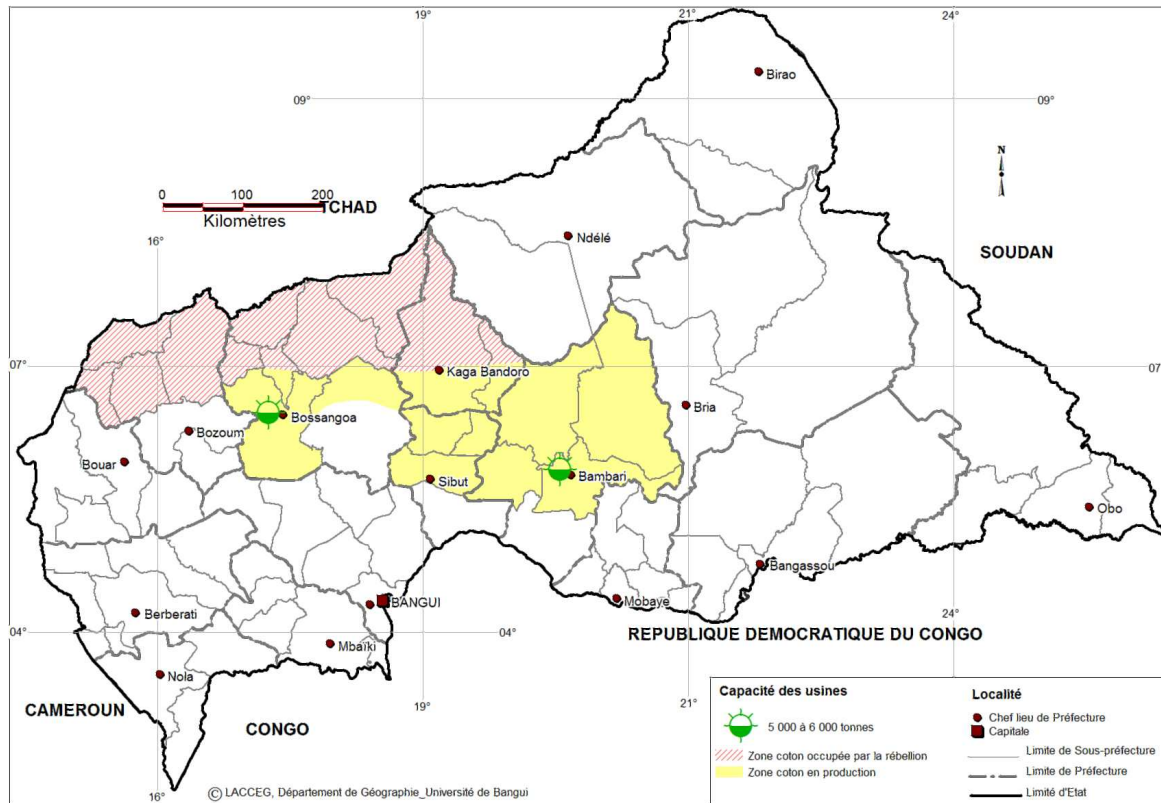 19°
21°
24°
Birao
09°
09°
N
0 100 200
TCHAD
Kilomètres
16°
Ndélé
SOUDAN
07°
07
Kaga Bandoro
Bria
Bossangoa
Bozoum
Bouar
Sibut
Bambari
Obo
Bangassou
Berberati
BANGUI
Mobaye
24°
04°
04°
REPUBLIQUE DEMOCRATIQUE DU CONGO
Mbaïki
Nola
CAMEROUN
CONGO
19°
21°
16°
© LACCEG, Département de Géographie_Université de Bangui
Capacité des usines
5 000 à 6 000 tonnes
Zone coton occupée par la rébellion
Zone coton en production
Localité
Chef lieu de Préfecture
Capitale
Limite de Sous-préfecture
Limite de Préfecture
Limité d'Etat